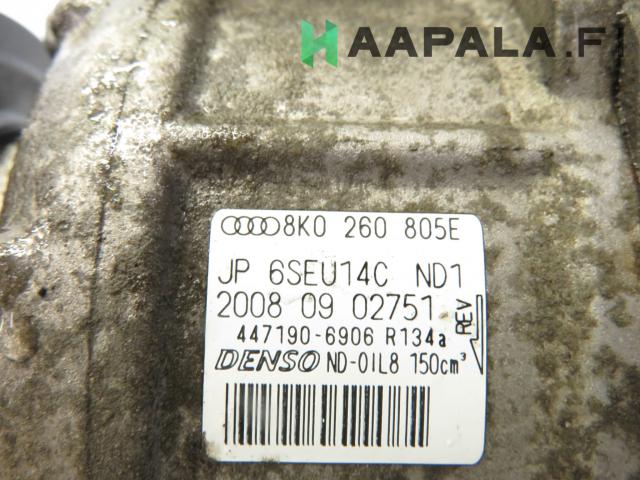 HAAPALA.FI
8K0 260 805E
JP 6SEU14C ND1
2008 09 02751
REV
447190-6906 R134a
DENSO ND-OIL8 150cm³